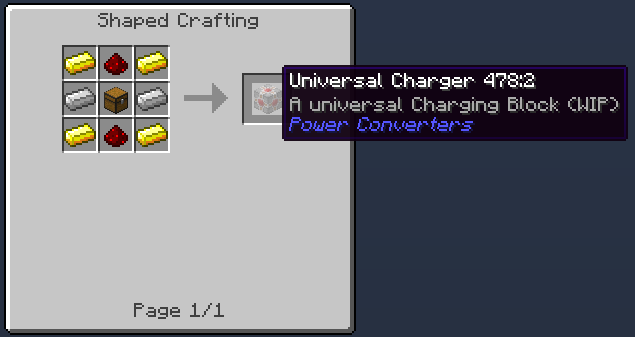 Shaped Crafting
Universal Charger 478:2
A universal Charging Block (WIP)
Power Converters
Page 1/1